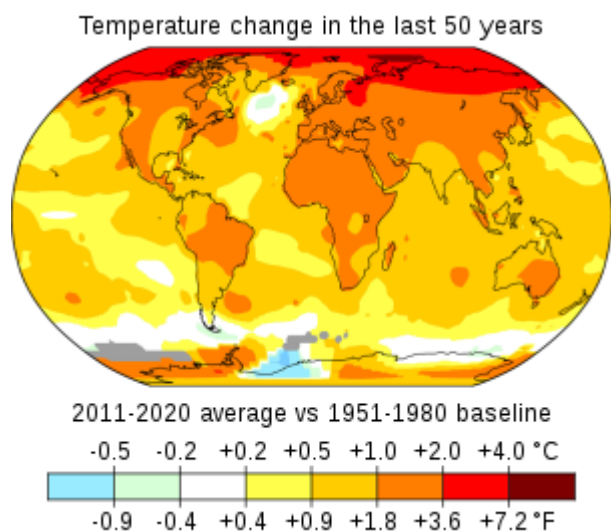 Temperature change in the last 50 years
2011-2020 average vs 1951-1980 baseline
-0.5 -0.2 +0.2 +0.5 +1.0 +2.0 +4.0 °C
-0.9 -0.4 +0.4 +0.9 +1.8 +3.6 +7.2 °F